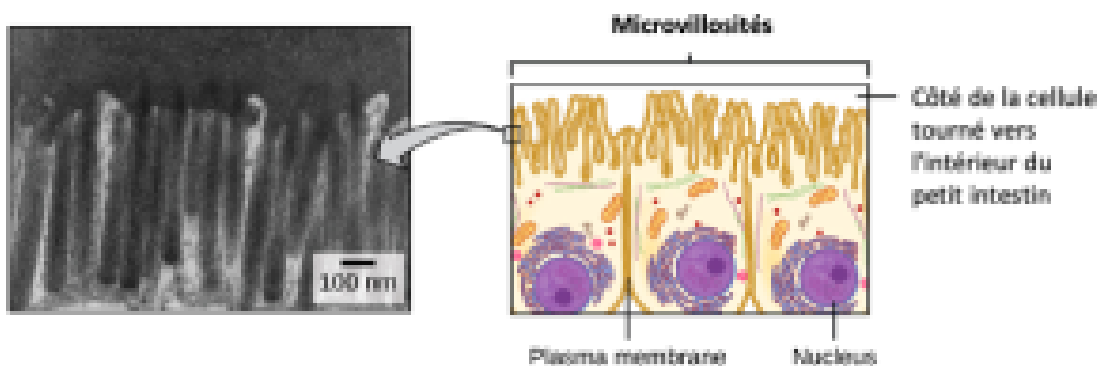 Microvillosités
Côté de la cellule
tourné vers
l'intérieur du
petit intestin
100 nm
Plasma membrane
Nucleus